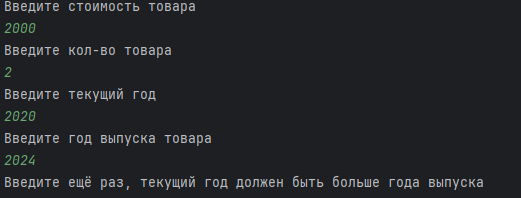 Введите стоимость товара
2000
Введите кол-во товара
2
Введите текущий год
2020
Введите год выпуска товара
2024
Введите ещё раз, текущий год должен быть больше года выпуска